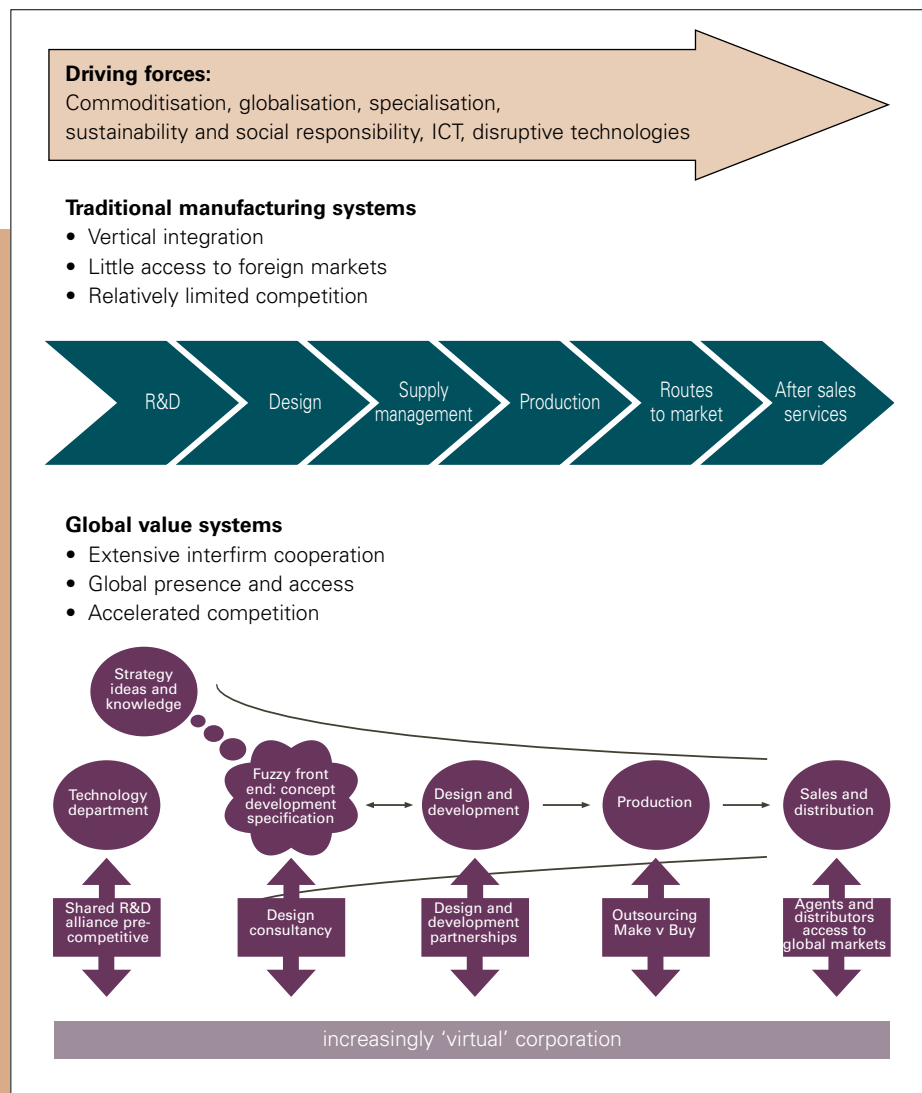 Driving forces:
Commoditisation, globalisation, specialisation,
sustainability and social responsibility, ICT, disruptive technologies
Traditional manufacturing systems
• Vertical integration
• Little access to foreign markets
• Relatively limited competition
R&D
Design
Supply
management
Production
Routes
to market
After sales
services
Global value systems
• Extensive interfirm cooperation
• Global presence and access
• Accelerated competition
Strategy
ideas and
knowledge
Technology
department
Fuzzy front
end: concept
development
specification
Design and
development
Production
Sales and
distribution
Shared R&D
alliance pre-
competitive
Design
consultancy
Design and
development
partnerships
Outsourcing
Make v Buy
Agents and
distributors
access to
global markets
increasingly ‘virtual’ corporation